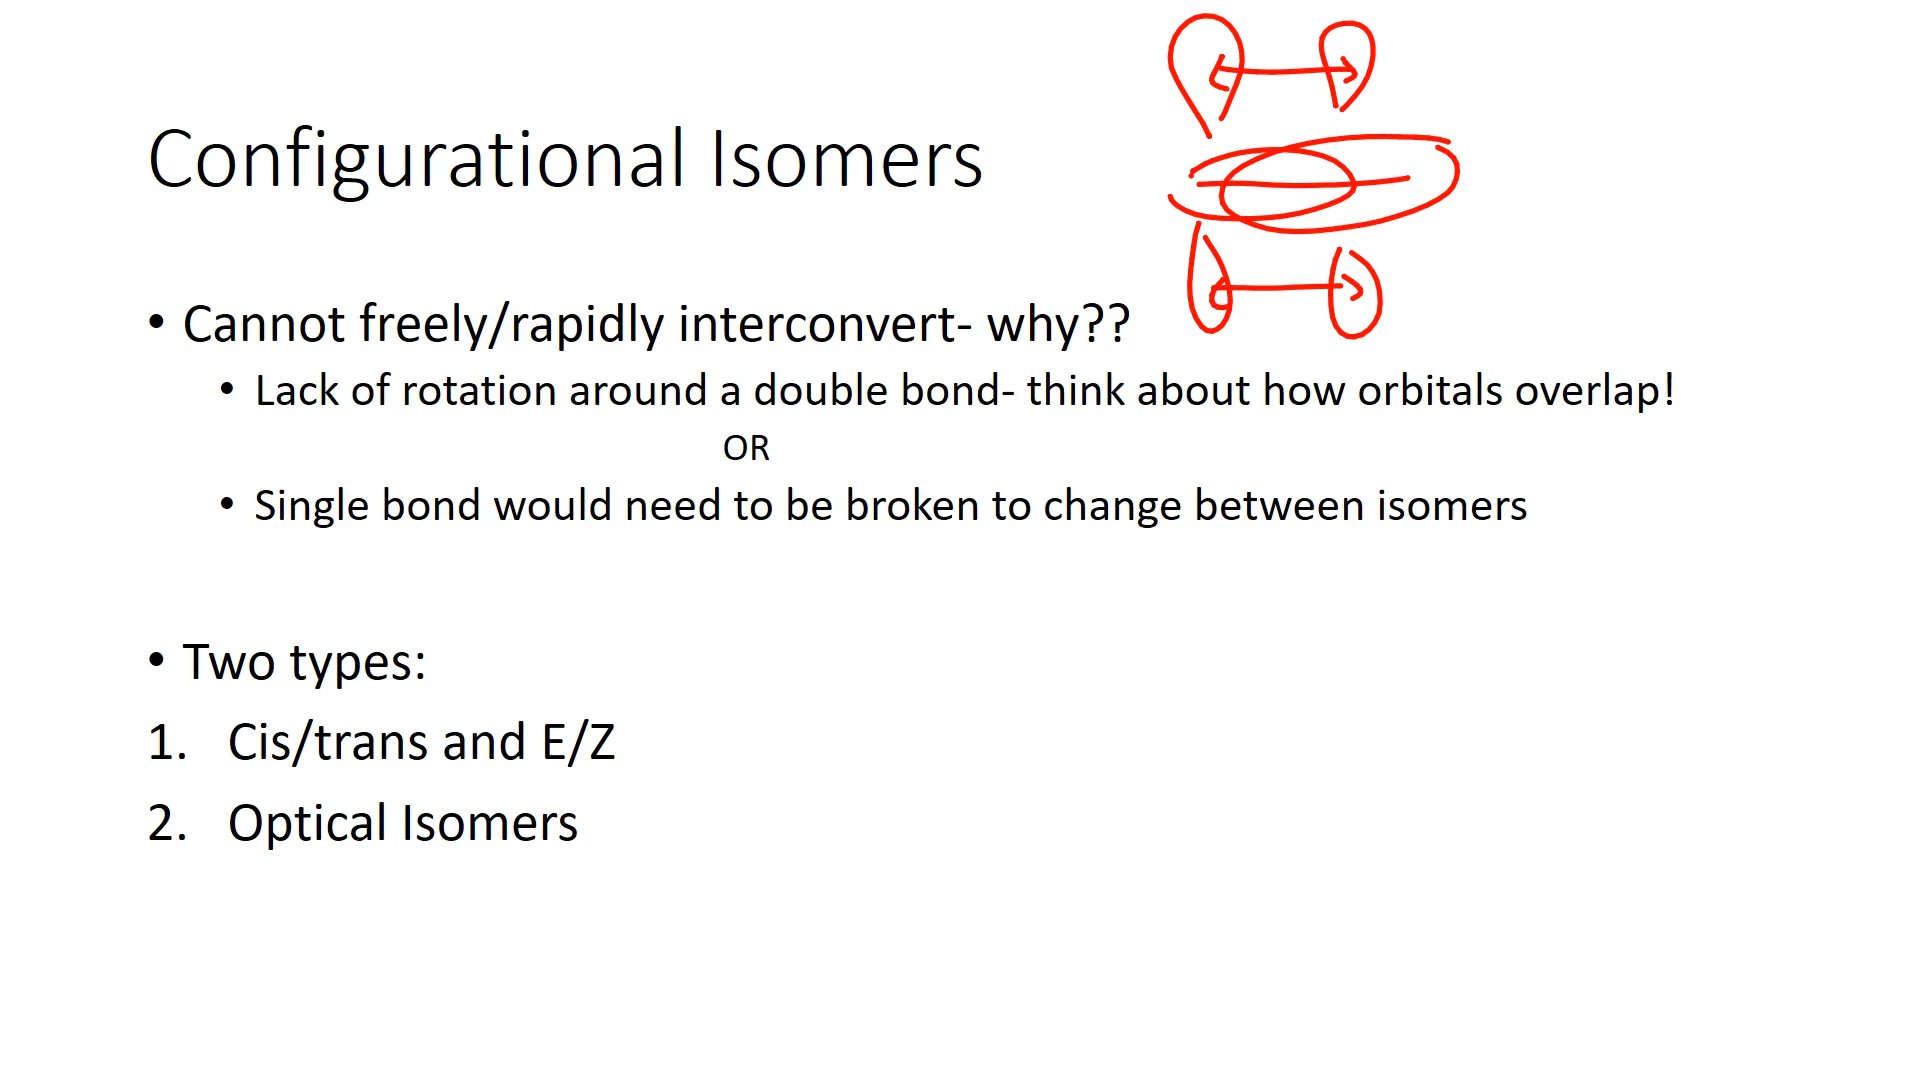 Configurational Isomers
• Cannot freely/rapidly interconvert- why??
• Lack of rotation around a double bond- think about how orbitals overlap!
OR
• Single bond would need to be broken to change between isomers
• Two types:
1. Cis/trans and E/Z
2. Optical Isomers